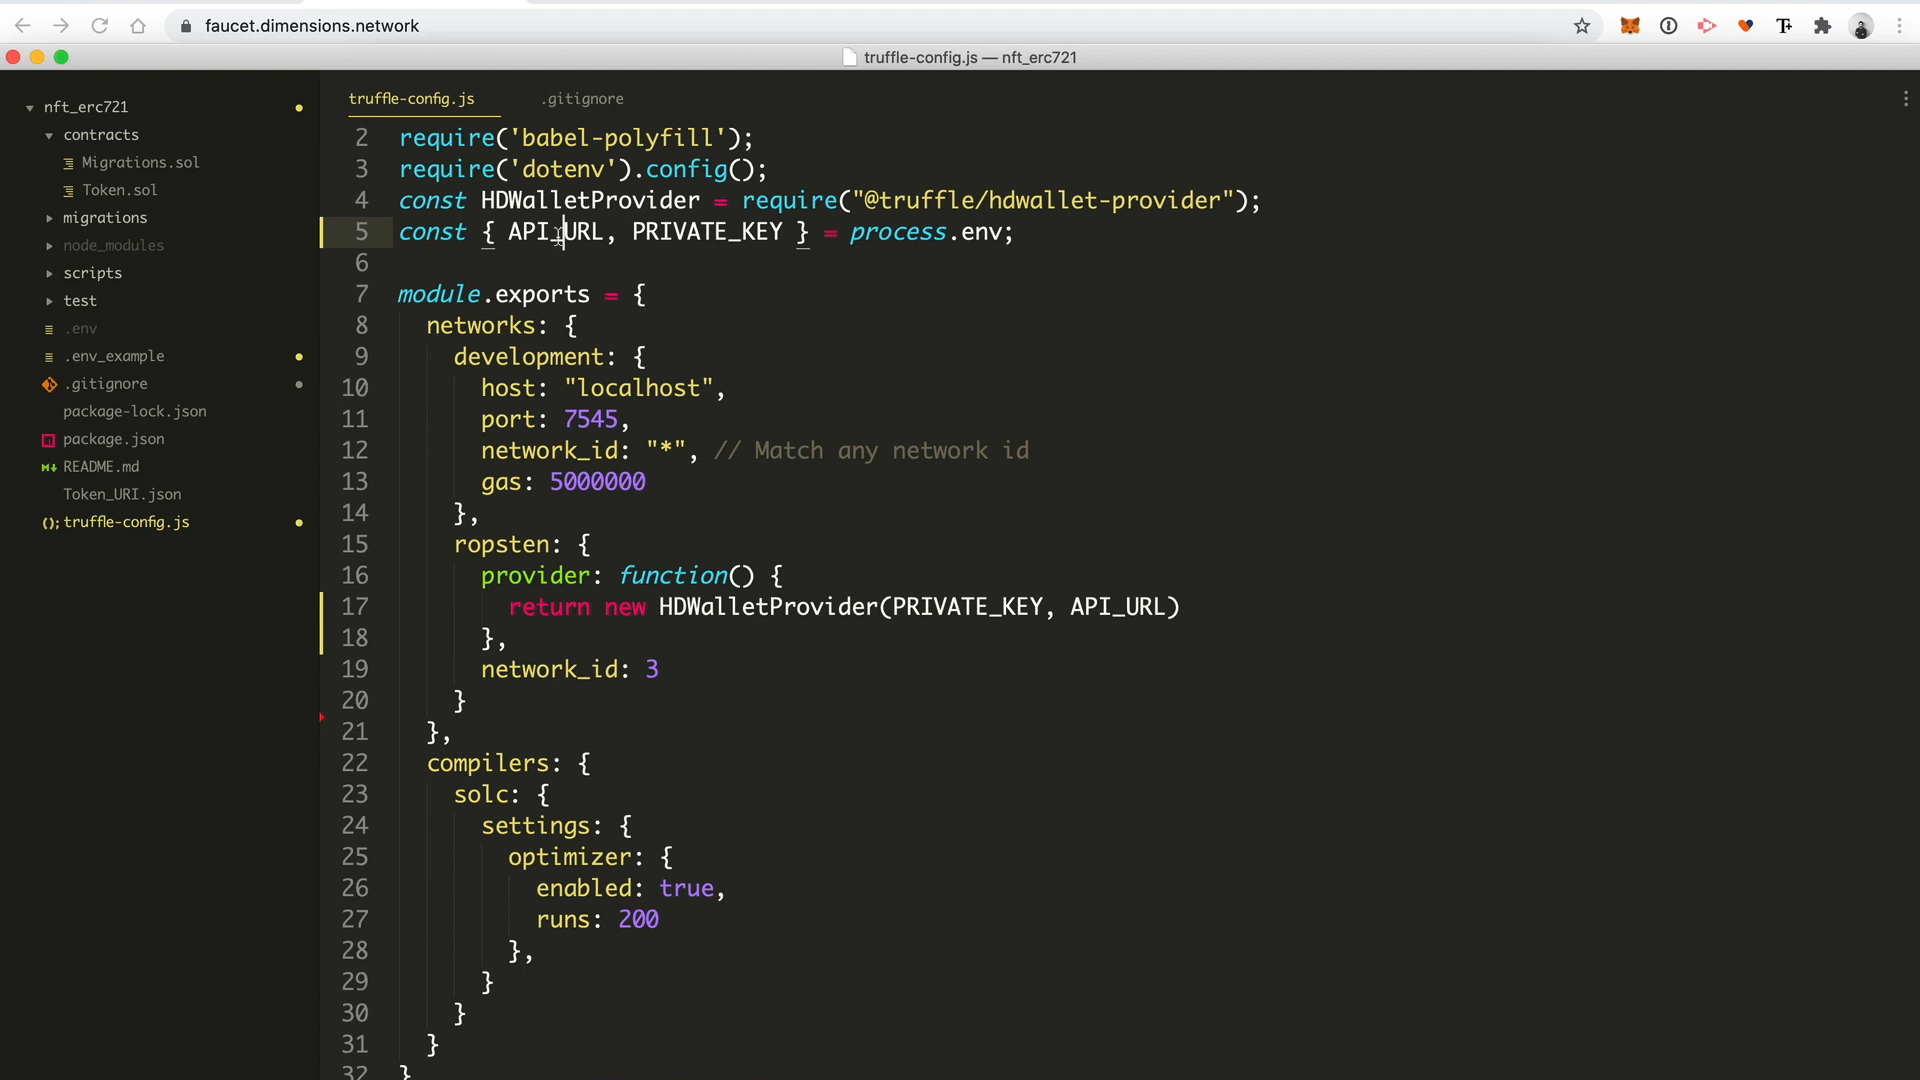 faucet.dimensions.network
truffle-config.js — nft_erc721
nft_erc721
contracts
Migrations.sol
Token.sol
migrations
node_modules
scripts
test
.env
.env_example
.gitignore
package-lock.json
package.json
README.md
Token_URI.json
truffle-config.js
truffle-config.js .gitignore
2 require('babel-polyfill');
3 require('dotenv').config();
4 const HDWalletProvider = require("@truffle/hdwallet-provider");
5 const { API_URL, PRIVATE_KEY } = process.env;
6
7 module.exports = {
8 networks: {
9 development: {
10 host: "localhost",
11 port: 7545,
12 network_id: "*", // Match any network id
13 gas: 5000000
14 },
15 ropsten: {
16 provider: function() {
17 return new HDWalletProvider(PRIVATE_KEY, API_URL)
18 },
19 network_id: 3
20 }
21 },
22 compilers: {
23 solc: {
24 settings: {
25 optimizer: {
26 enabled: true,
27 runs: 200
28 },
29 }
30 }
31 }
32 }